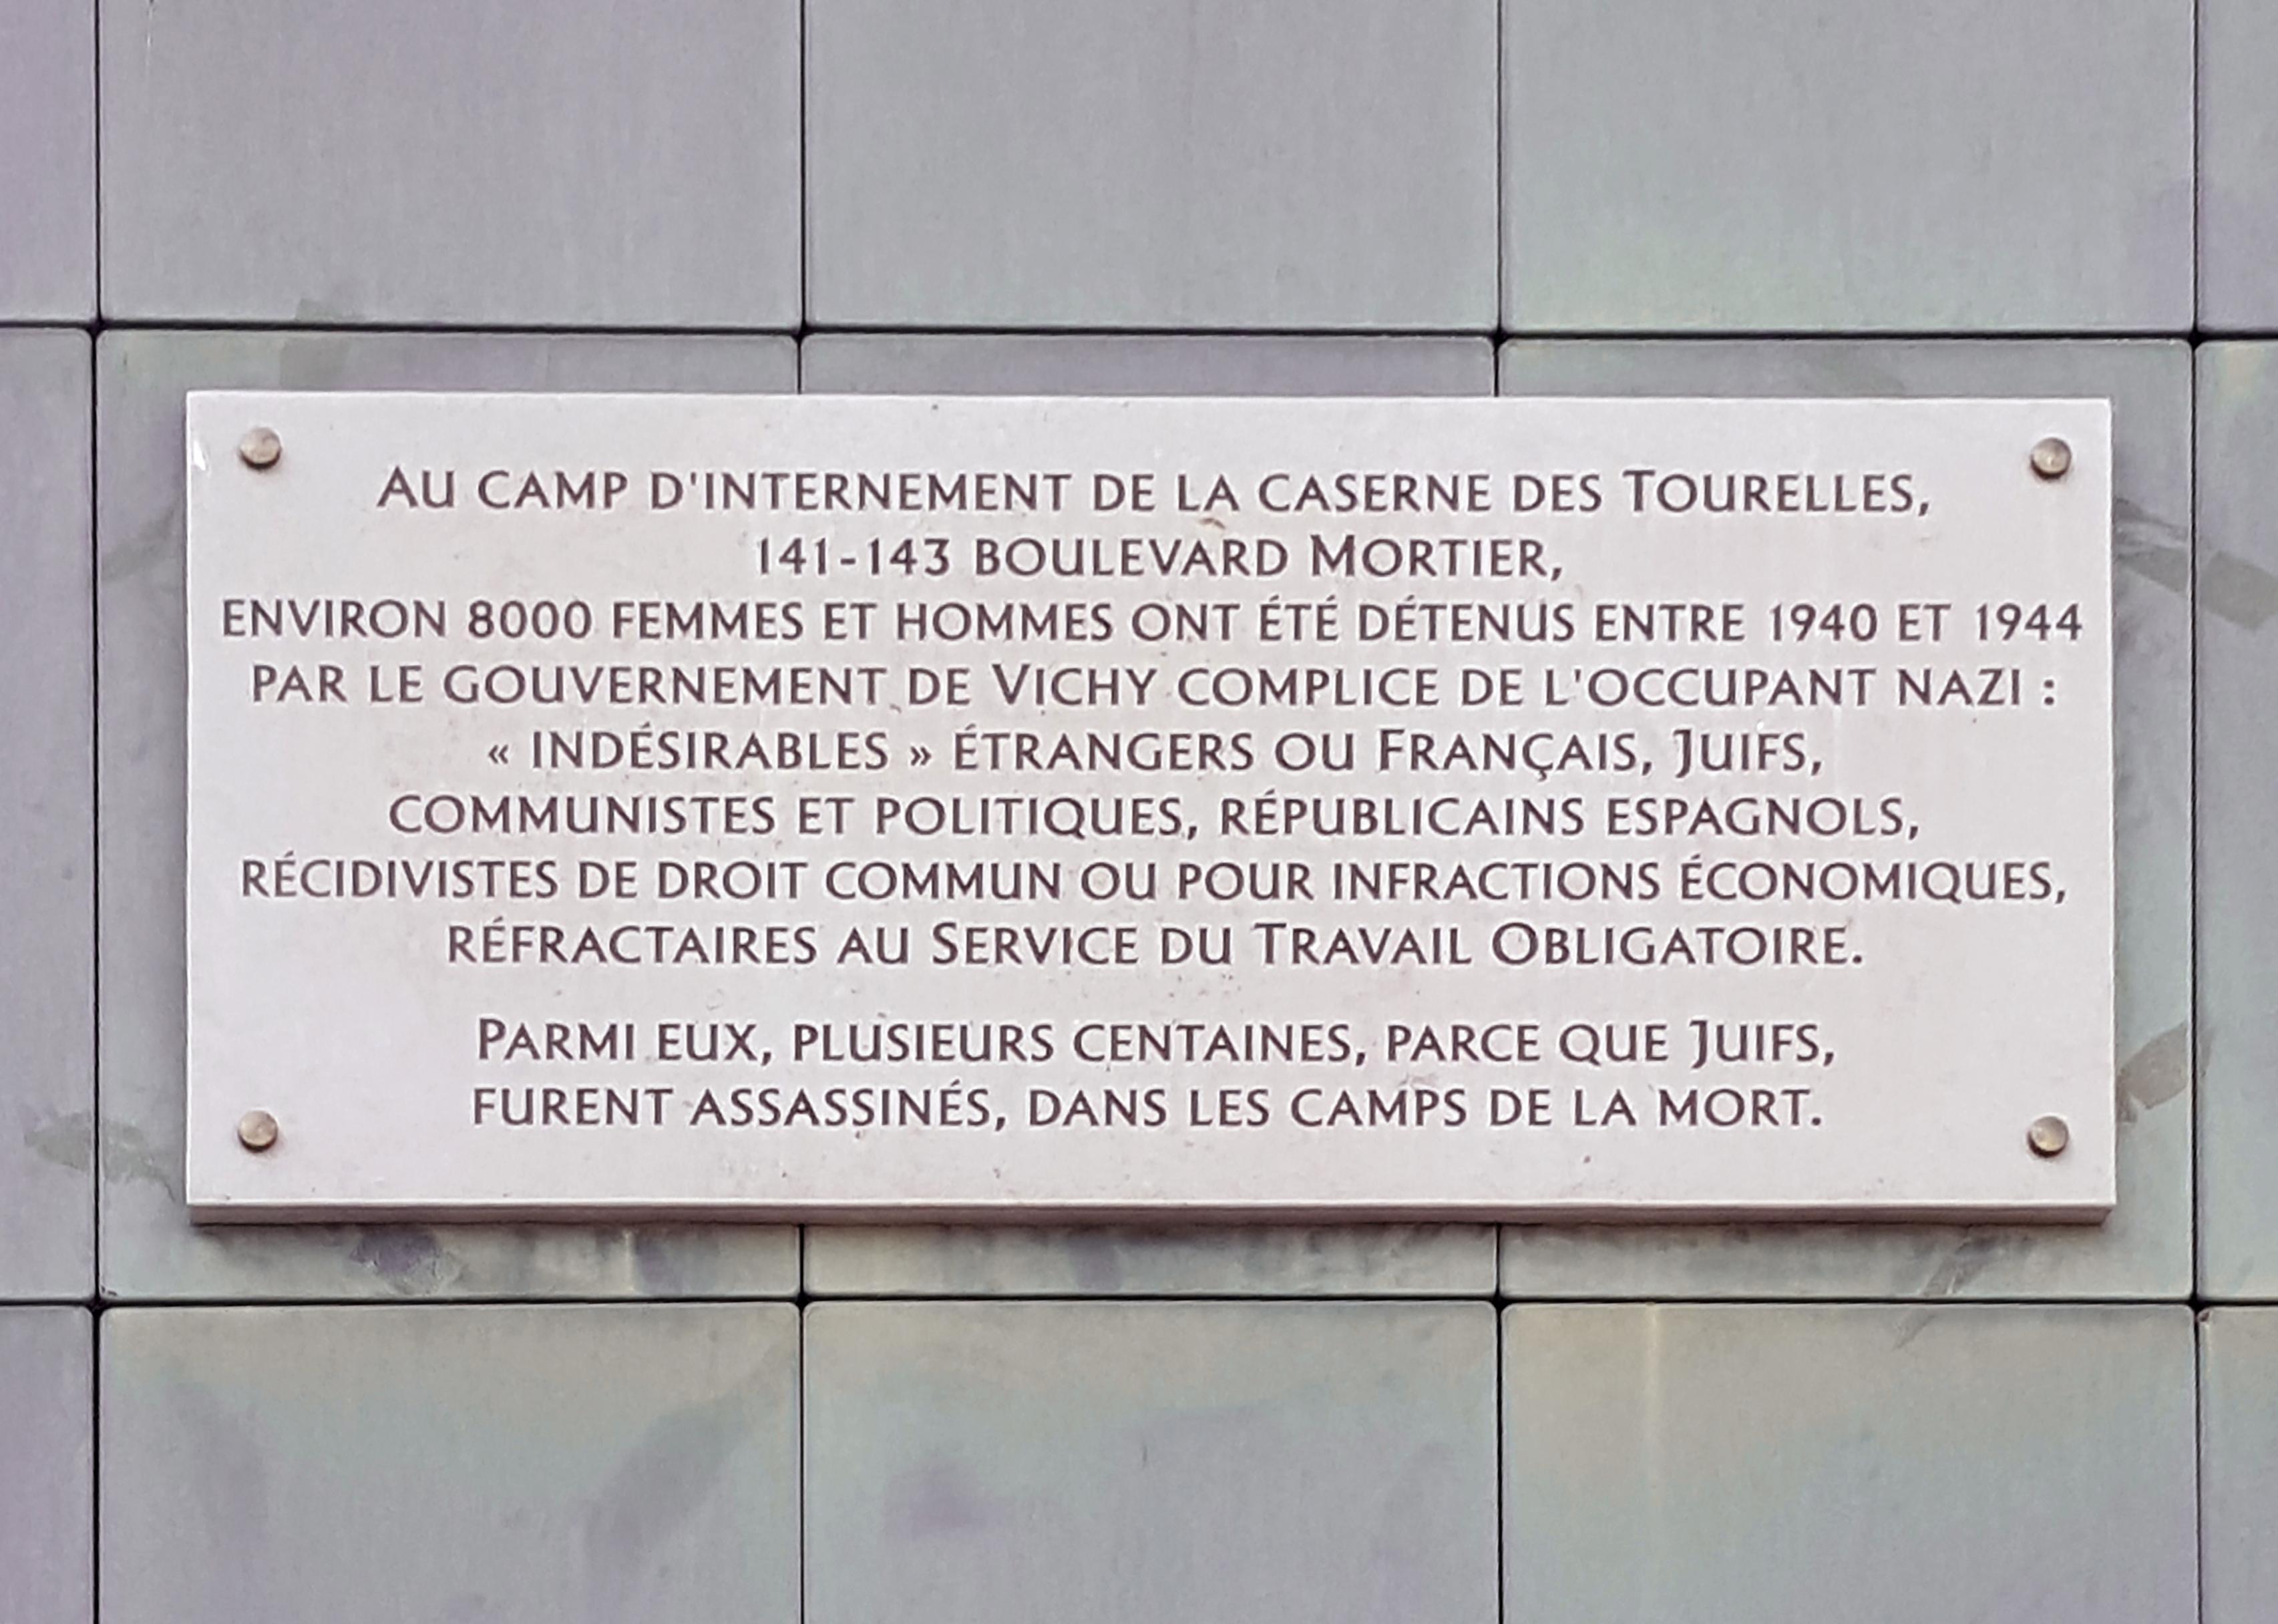 AU CAMP D'INTERNEMENT DE LA CASERNE DES TOURELLES,
141-143 BOULEVARD MORTIER,
ENVIRON 8000 FEMMES ET HOMMES ONT ÉTÉ DÉTENUS ENTRE 1940 ET 1944
PAR LE GOUVERNEMENT DE VICHY COMPLICE DE L'OCCUPANT NAZI :
« INDÉSIRABLES » ÉTRANGERS OU FRANÇAIS, JUIFS,
COMMUNISTES ET POLITIQUES, RÉPUBLICAINS ESPAGNOLS,
RÉCIDIVISTES DE DROIT COMMUN OU POUR INFRACTIONS ÉCONOMIQUES,
RÉFRACTAIRES AU SERVICE DU TRAVAIL OBLIGATOIRE.
PARMI EUX, PLUSIEURS CENTAINES, PARCE QUE JUIFS,
FURENT ASSASSINÉS, DANS LES CAMPS DE LA MORT.